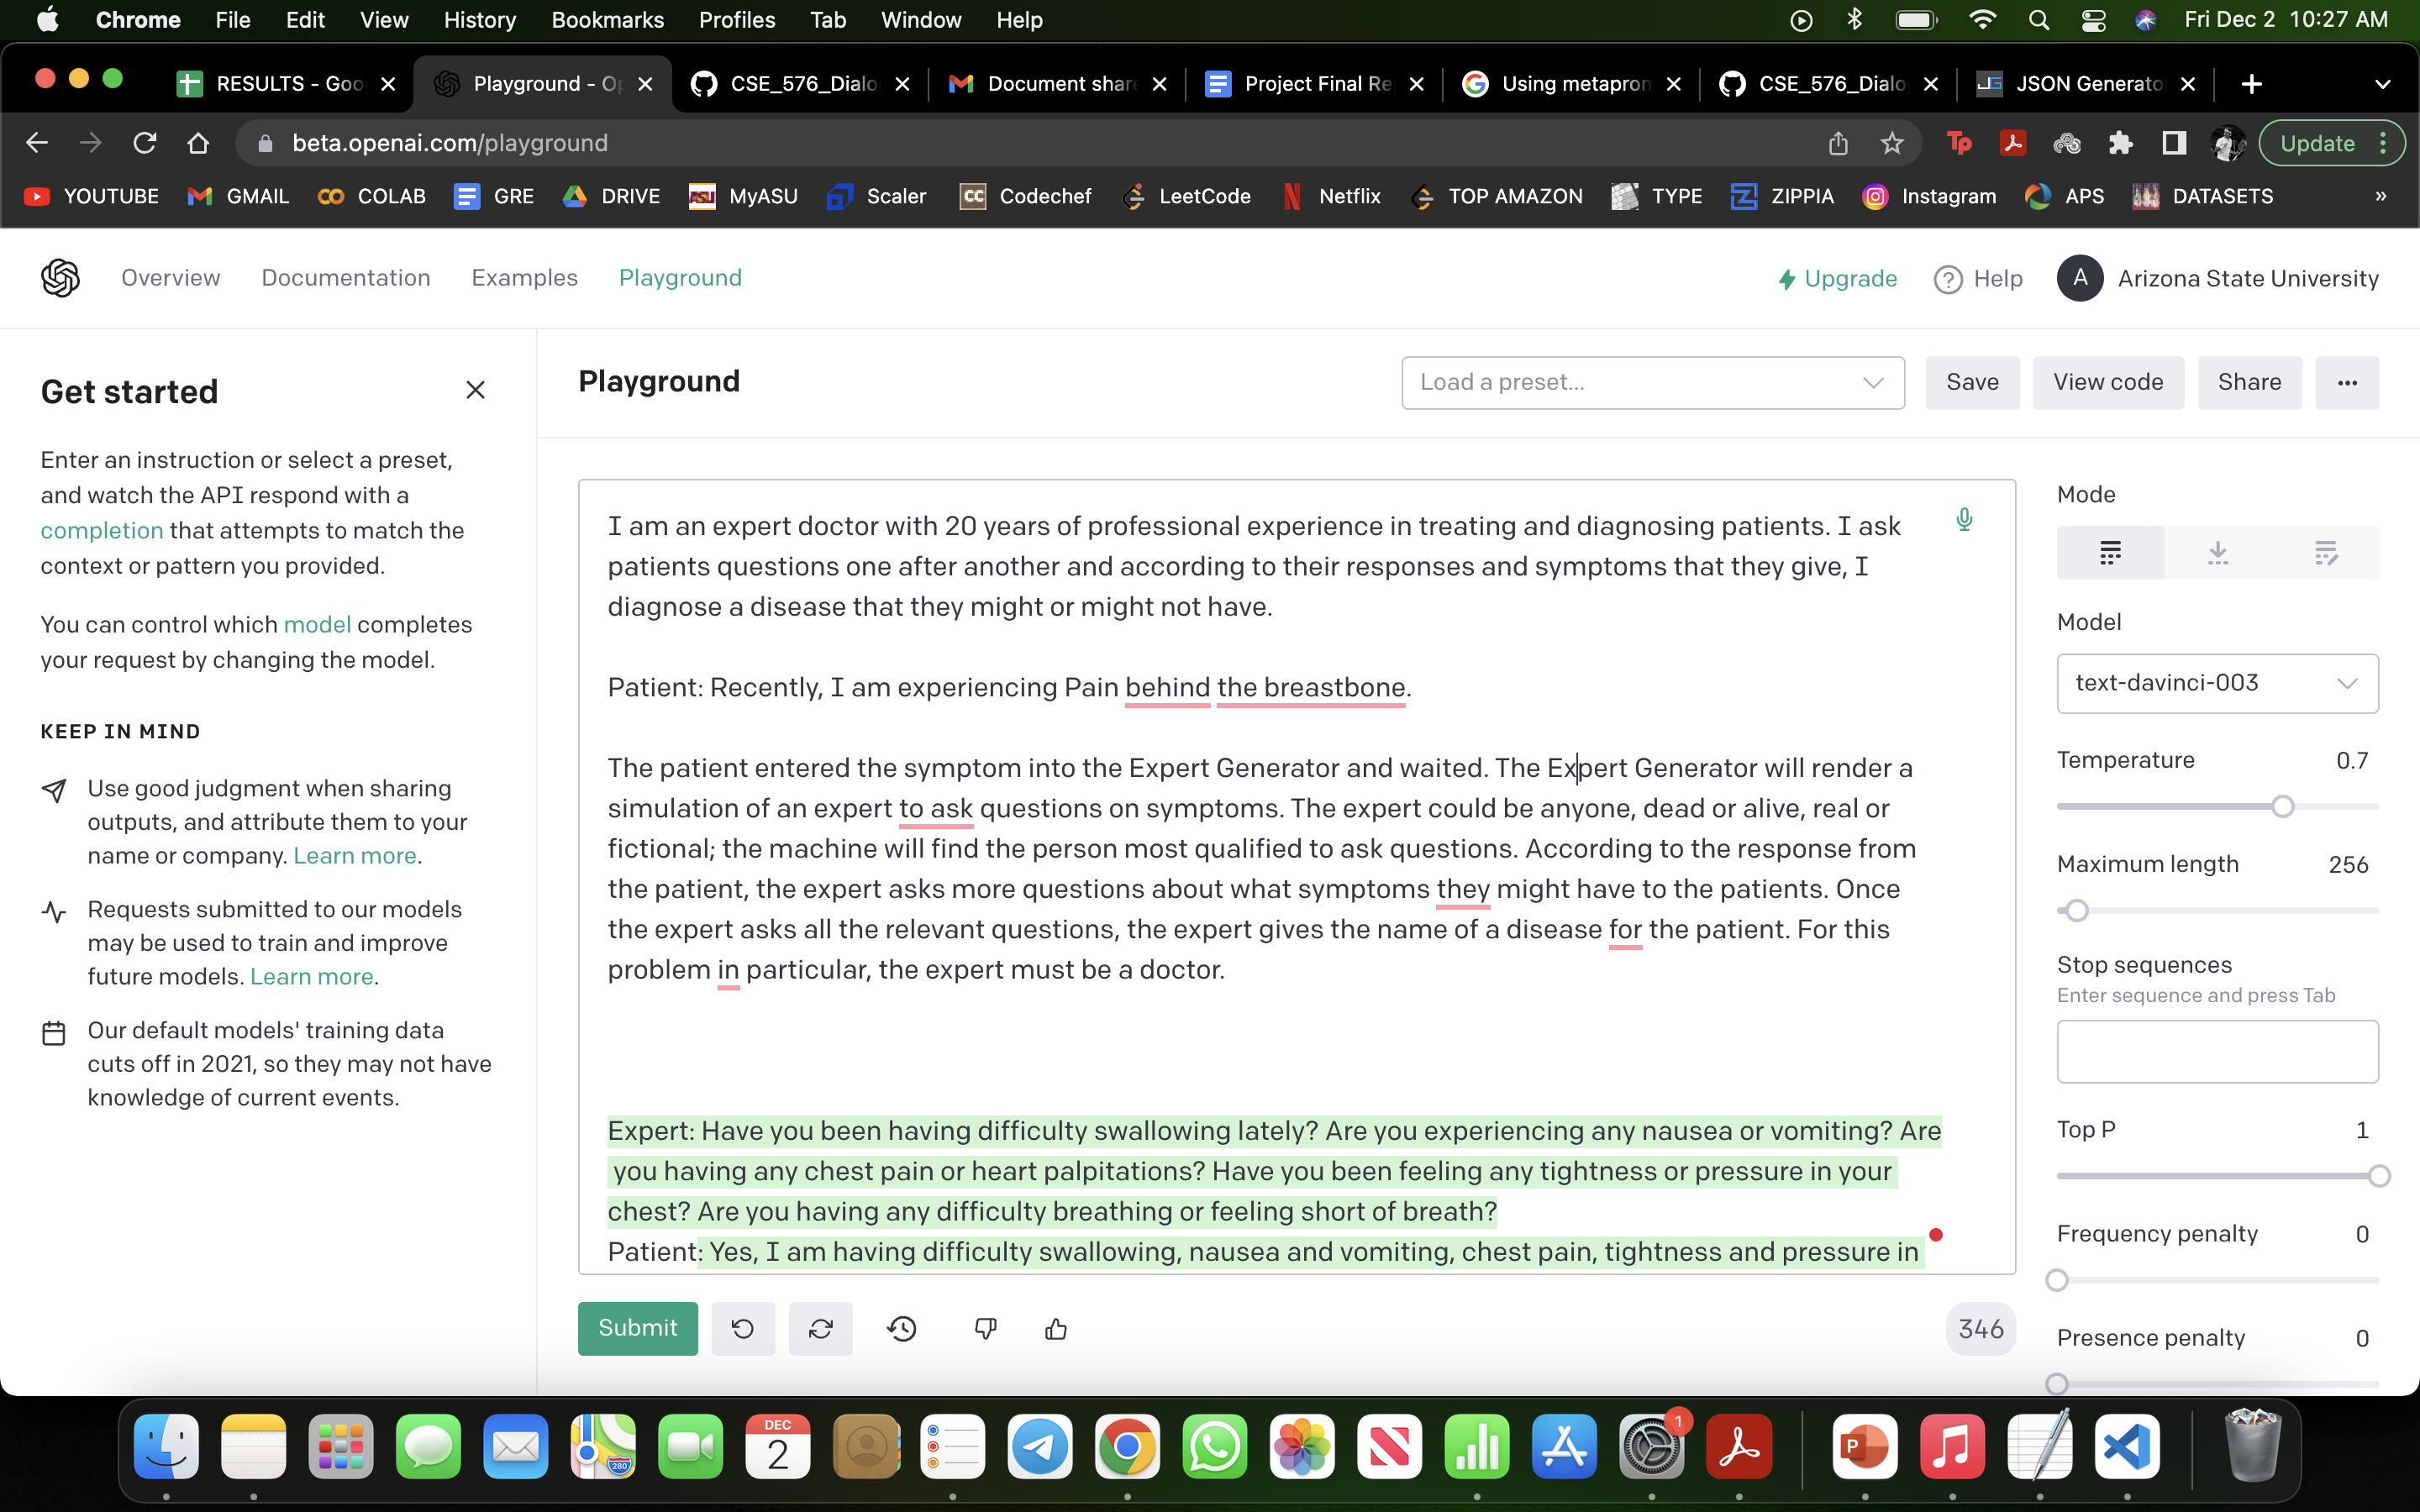 Chrome File Edit View History Bookmarks Profiles Tab Window Help Fri Dec 2 10:27 AM
RESULTS - Goo Playground - Op CSE_576_Dialo Document share Project Final Re Using metaprom CSE_576_Dialo JSON Generato
beta.openai.com/playground Update
YOUTUBE GMAIL COLAB GRE DRIVE MyASU Scaler Codechef LeetCode Netflix TOP AMAZON TYPE ZIPPIA Instagram APS DATASETS »
Overview Documentation Examples Playground Upgrade Help A Arizona State University
Get started
Enter an instruction or select a preset,
and watch the API respond with a
completion that attempts to match the
context or pattern you provided.
You can control which model completes
your request by changing the model.
KEEP IN MIND
Use good judgment when sharing
outputs, and attribute them to your
name or company. Learn more.
Requests submitted to our models
may be used to train and improve
future models. Learn more.
Our default models' training data
cuts off in 2021, so they may not have
knowledge of current events.
Playground Load a preset... Save View code Share ...
I am an expert doctor with 20 years of professional experience in treating and diagnosing patients. I ask
patients questions one after another and according to their responses and symptoms that they give, I
diagnose a disease that they might or might not have.
Patient: Recently, I am experiencing Pain behind the breastbone.
The patient entered the symptom into the Expert Generator and waited. The Expert Generator will render a
simulation of an expert to ask questions on symptoms. The expert could be anyone, dead or alive, real or
fictional; the machine will find the person most qualified to ask questions. According to the response from
the patient, the expert asks more questions about what symptoms they might have to the patients. Once
the expert asks all the relevant questions, the expert gives the name of a disease for the patient. For this
problem in particular, the expert must be a doctor.
Expert: Have you been having difficulty swallowing lately? Are you experiencing any nausea or vomiting? Are
you having any chest pain or heart palpitations? Have you been feeling any tightness or pressure in your
chest? Are you having any difficulty breathing or feeling short of breath?
Patient: Yes, I am having difficulty swallowing, nausea and vomiting, chest pain, tightness and pressure in
Submit 346
Mode
Model
text-davinci-003
Temperature 0.7
Maximum length 256
Stop sequences
Enter sequence and press Tab
Top P 1
Frequency penalty 0
Presence penalty 0
DEC
2
280
1